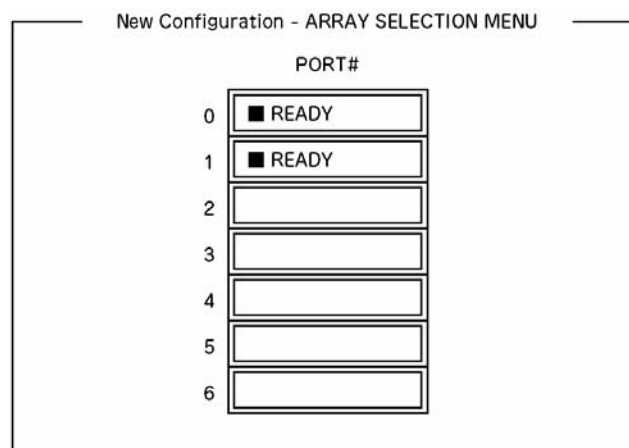 New Configuration - ARRAY SELECTION MENU
PORT#
0 ■ READY
1 ■ READY
2
3
4
5
6